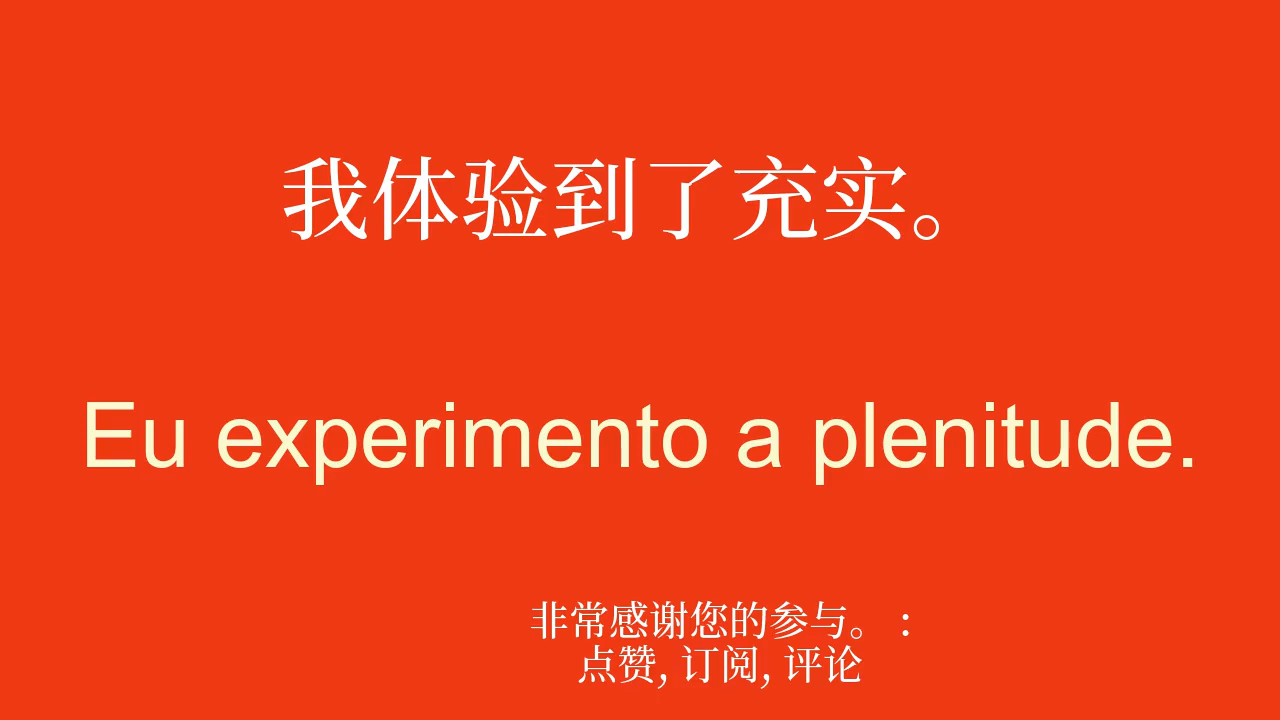 我体验到了充实。
Eu experimento a plenitude.
非常感谢您的参与。 :
点赞, 订阅, 评论